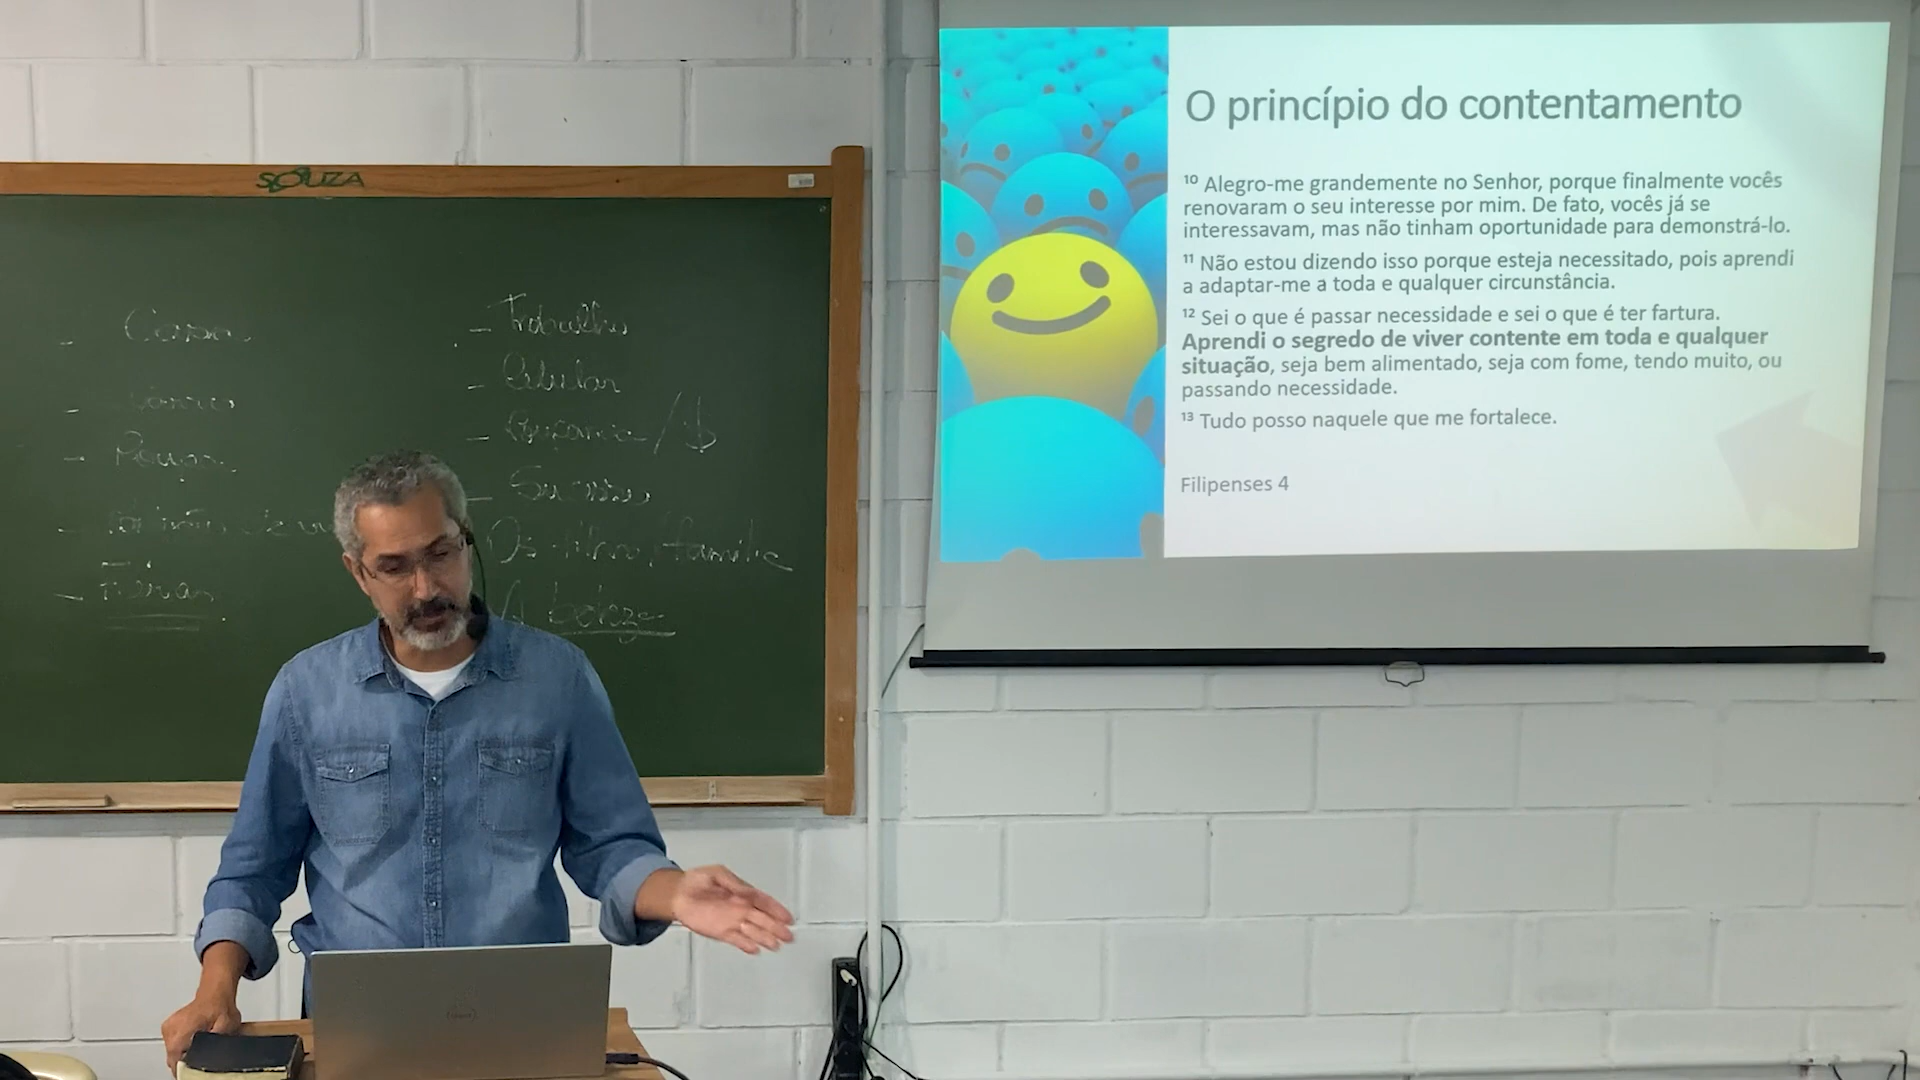 SOUZA
- Casa
- Carro
- Roupa
- Férias
- Trabalho
- Celular
- /$
família
A beleza
O princípio do contentamento
¹⁰ Alegro-me grandemente no Senhor, porque finalmente vocês
renovaram o seu interesse por mim. De fato, vocês já se
interessavam, mas não tinham oportunidade para demonstrá-lo.
¹¹ Não estou dizendo isso porque esteja necessitado, pois aprendi
a adaptar-me a toda e qualquer circunstância.
¹² Sei o que é passar necessidade e sei o que é ter fartura.
Aprendi o segredo de viver contente em toda e qualquer
situação, seja bem alimentado, seja com fome, tendo muito, ou
passando necessidade.
¹³ Tudo posso naquele que me fortalece.
Filipenses 4